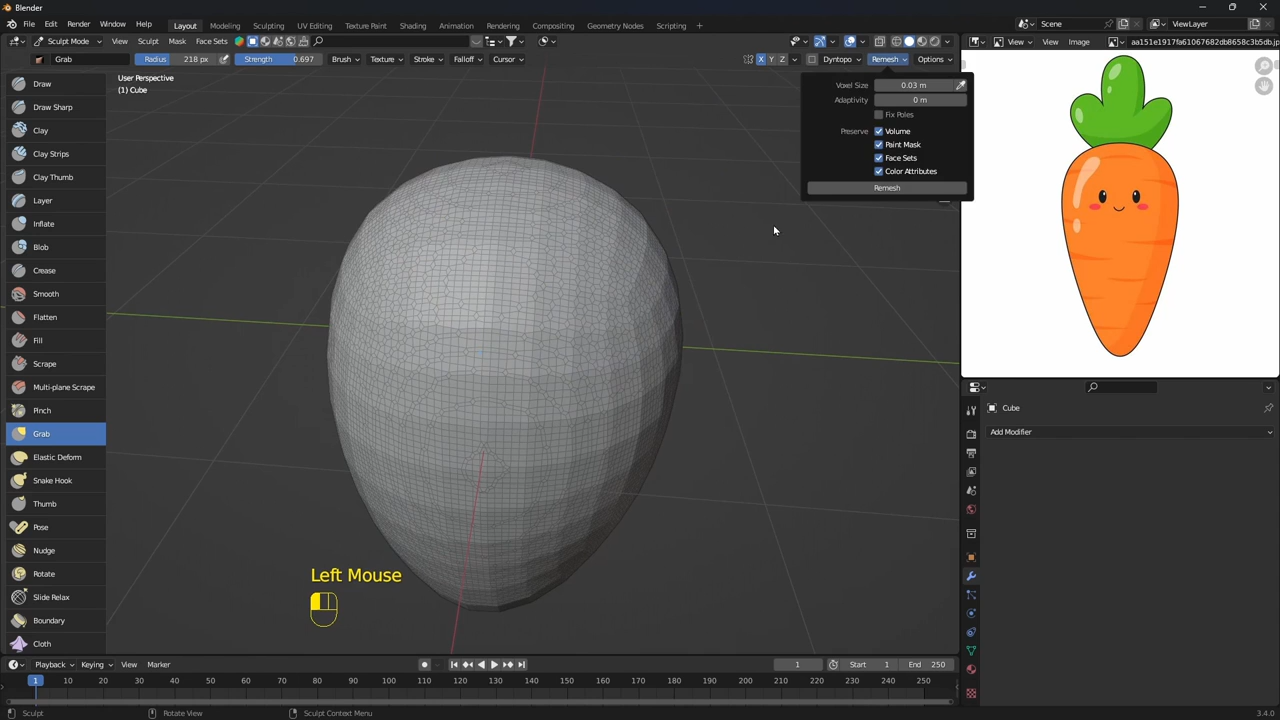 Blender
File Edit Render Window Help Layout Modeling Sculpting UV Editing Texture Paint Shading Animation Rendering Compositing Geometry Nodes Scripting + Scene ViewLayer
Sculpt Mode View Sculpt Mask Face Sets View View Image aa151e1917fa61067682db8658c3b5db.jp
Grab Radius 218 px Strength 0.697 Brush Texture Stroke Falloff Cursor X Y Z Dyntopo Remesh Options
User Perspective
(1) Cube
Draw
Draw Sharp
Clay
Clay Strips
Clay Thumb
Layer
Inflate
Blob
Crease
Smooth
Flatten
Fill
Scrape
Multi-plane Scrape
Pinch
Grab
Elastic Deform
Snake Hook
Thumb
Pose
Nudge
Rotate
Slide Relax
Boundary
Cloth
Voxel Size 0.03 m
Adaptivity 0 m
Fix Poles
Preserve Volume
Paint Mask
Face Sets
Color Attributes
Remesh
Left Mouse
Cube
Add Modifier
Playback Keying View Marker 1 Start 1 End 250
1 10 20 30 40 50 60 70 80 90 100 110 120 130 140 150 160 170 180 190 200 210 220 230 240 250
Sculpt Rotate View Sculpt Context Menu 3.4.0